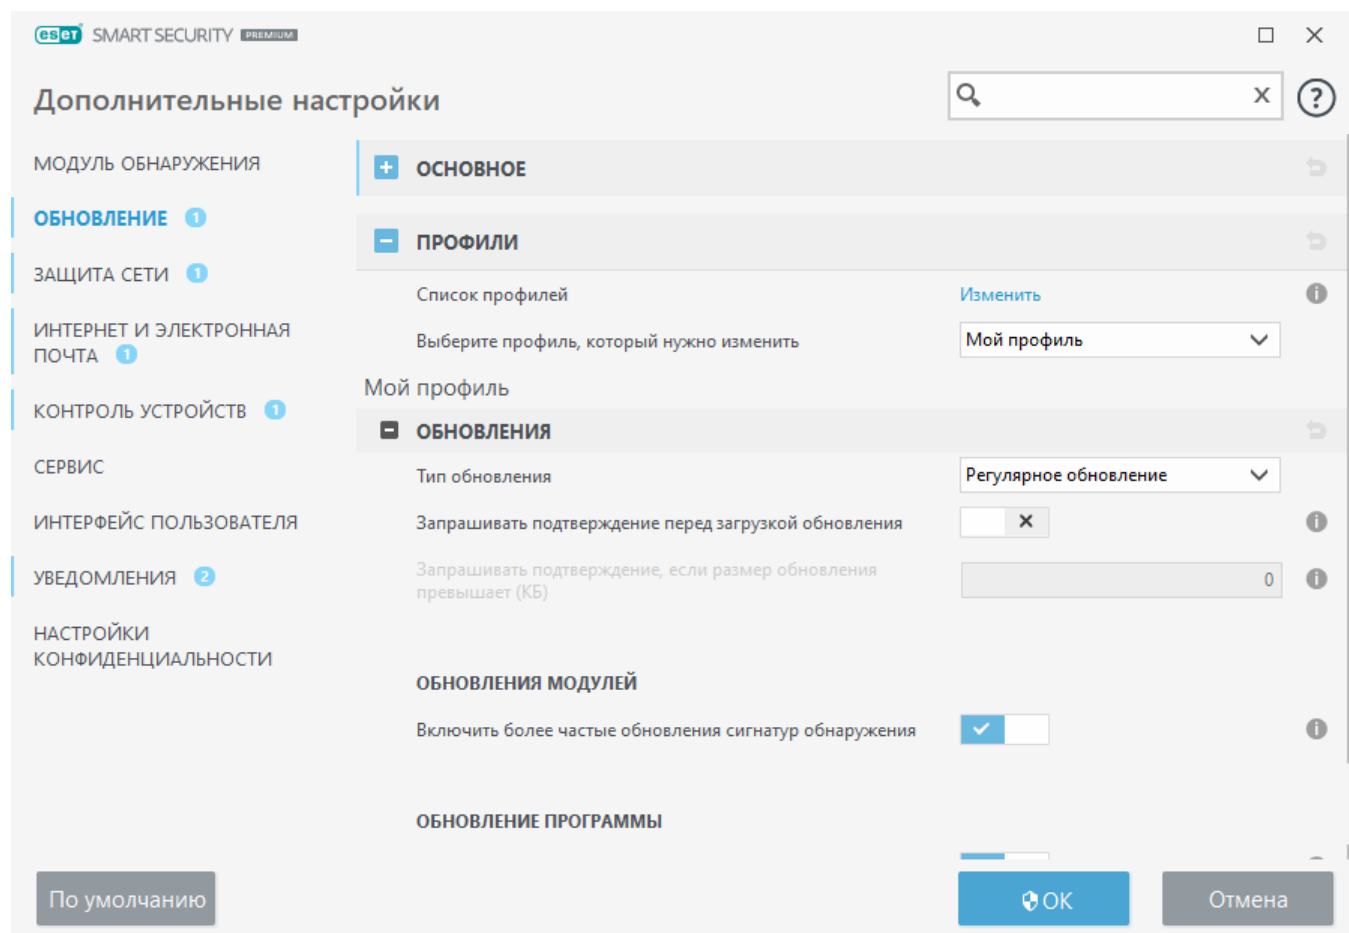 eset SMART SECURITY PREMIUM
Дополнительные настройки
X
?
МОДУЛЬ ОБНАРУЖЕНИЯ
ОБНОВЛЕНИЕ 1
ЗАЩИТА СЕТИ 1
ИНТЕРНЕТ И ЭЛЕКТРОННАЯ
ПОЧТА 1
КОНТРОЛЬ УСТРОЙСТВ 1
СЕРВИС
ИНТЕРФЕЙС ПОЛЬЗОВАТЕЛЯ
УВЕДОМЛЕНИЯ 2
НАСТРОЙКИ
КОНФИДЕНЦИАЛЬНОСТИ
ОСНОВНОЕ
ПРОФИЛИ
Список профилей Изменить
Выберите профиль, который нужно изменить Мой профиль
Мой профиль
ОБНОВЛЕНИЯ
Тип обновления Регулярное обновление
Запрашивать подтверждение перед загрузкой обновления
Запрашивать подтверждение, если размер обновления
превышает (КБ) 0
ОБНОВЛЕНИЯ МОДУЛЕЙ
Включить более частые обновления сигнатур обнаружения
ОБНОВЛЕНИЕ ПРОГРАММЫ
По умолчанию
ОК
Отмена